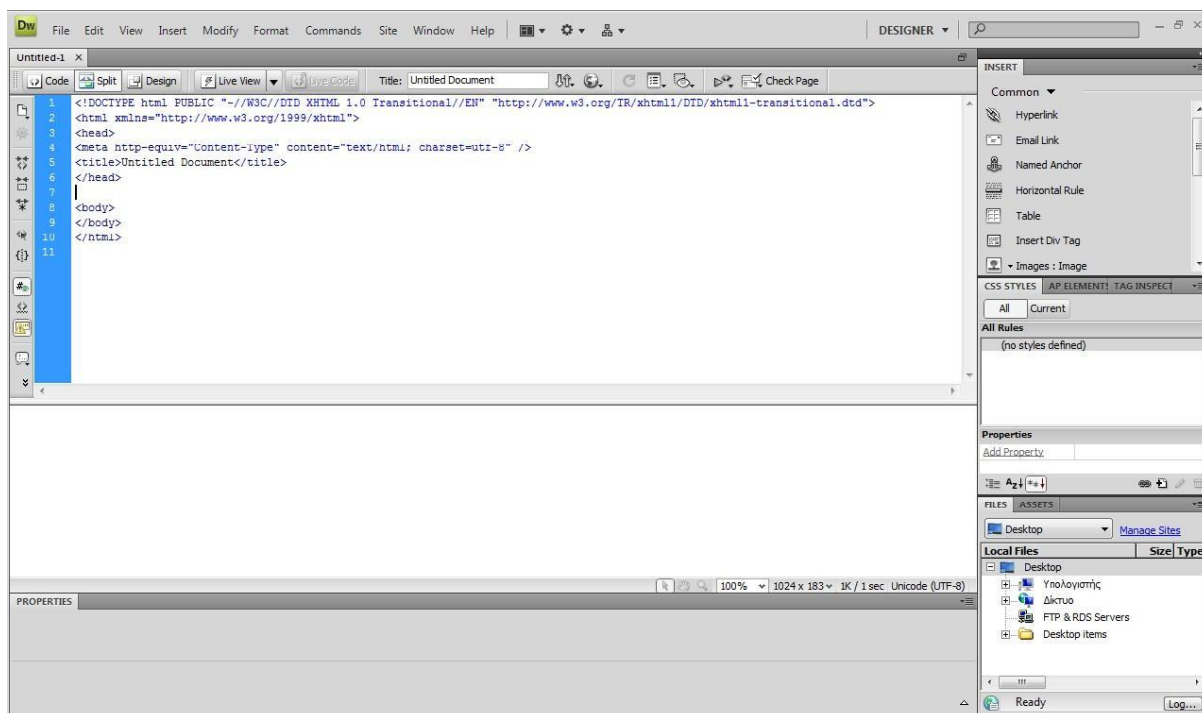 Dw File Edit View Insert Modify Format Commands Site Window Help DESIGNER
Untitled-1 ×
Code Split Design Live View Live Code Title: Untitled Document Check Page
1 <!DOCTYPE html PUBLIC "-//W3C//DTD XHTML 1.0 Transitional//EN" "http://www.w3.org/TR/xhtml1/DTD/xhtml1-transitional.dtd">
2 <html xmlns="http://www.w3.org/1999/xhtml">
3 <head>
4 <meta http-equiv="Content-Type" content="text/html; charset=utf-8" />
5 <title>Untitled Document</title>
6 </head>
7
8 <body>
9 </body>
10 </html>
11
100% 1024 x 183 1K / 1 sec Unicode (UTF-8)
PROPERTIES
INSERT
Common
Hyperlink
Email Link
Named Anchor
Horizontal Rule
Table
Insert Div Tag
Images : Image
CSS STYLES AP ELEMENTS TAG INSPECT
All Current
All Rules
(no styles defined)
Properties
Add Property
FILES ASSETS
Desktop Manage Sites
Local Files Size Type
Desktop
Υπολογιστής
Δίκτυο
FTP & RDS Servers
Desktop items
Ready Log...